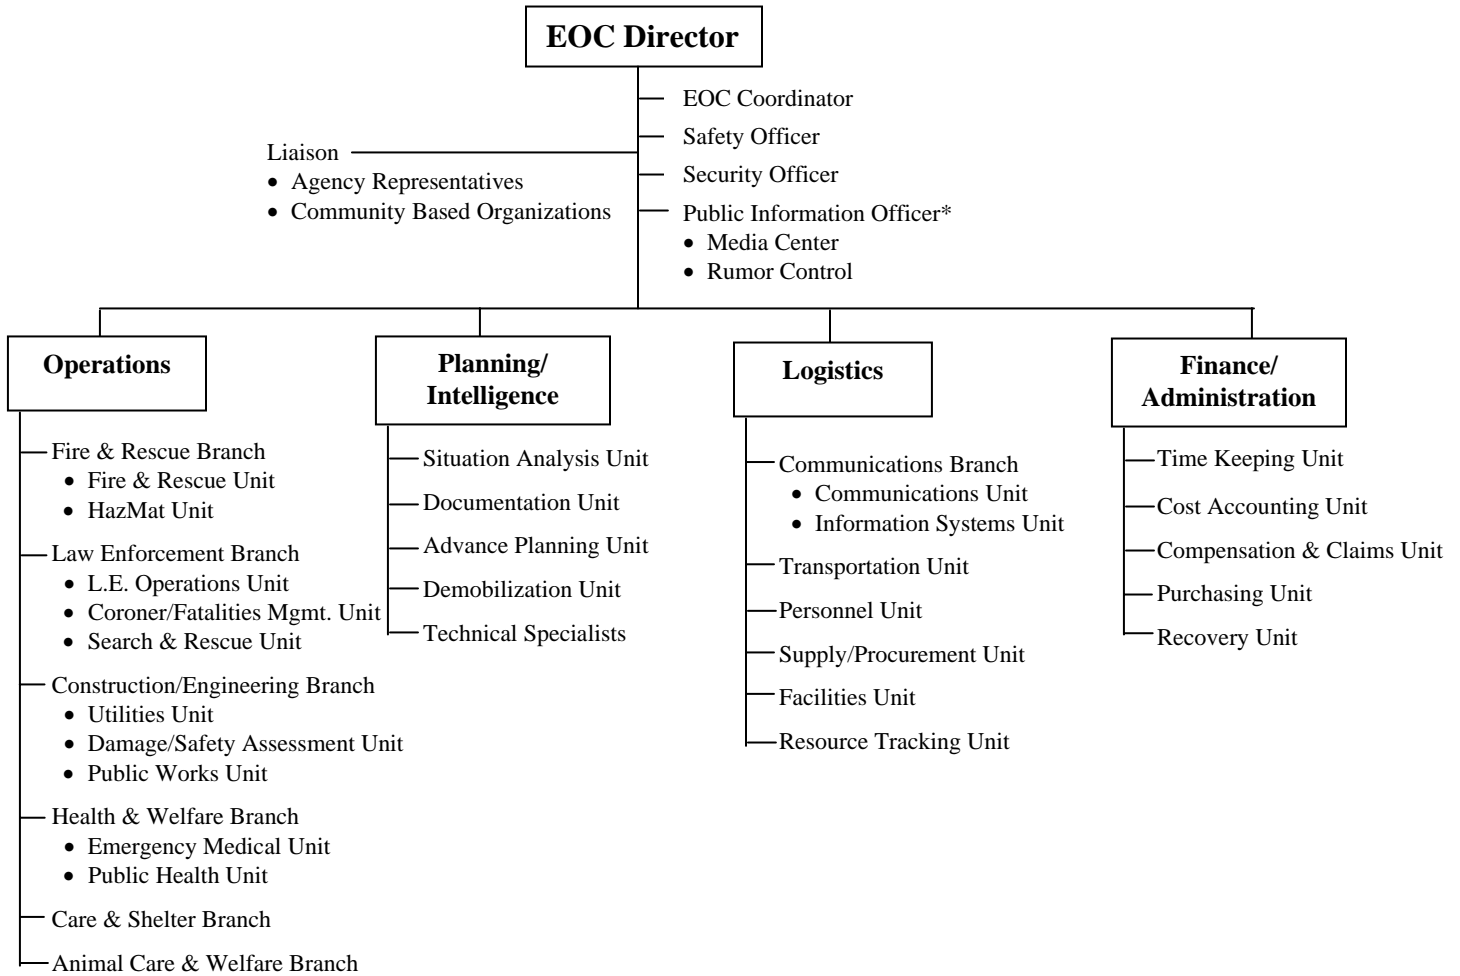 EOC Director
EOC Coordinator
Safety Officer
Liaison
• Agency Representatives
• Community Based Organizations
Security Officer
Public Information Officer*
• Media Center
• Rumor Control
Operations
Fire & Rescue Branch
• Fire & Rescue Unit
• HazMat Unit
Law Enforcement Branch
• L.E. Operations Unit
• Coroner/Fatalities Mgmt. Unit
• Search & Rescue Unit
Construction/Engineering Branch
• Utilities Unit
• Damage/Safety Assessment Unit
• Public Works Unit
Health & Welfare Branch
• Emergency Medical Unit
• Public Health Unit
Care & Shelter Branch
Animal Care & Welfare Branch
Planning/
Intelligence
Situation Analysis Unit
Documentation Unit
Advance Planning Unit
Demobilization Unit
Technical Specialists
Logistics
Communications Branch
• Communications Unit
• Information Systems Unit
Transportation Unit
Personnel Unit
Supply/Procurement Unit
Facilities Unit
Resource Tracking Unit
Finance/
Administration
Time Keeping Unit
Cost Accounting Unit
Compensation & Claims Unit
Purchasing Unit
Recovery Unit